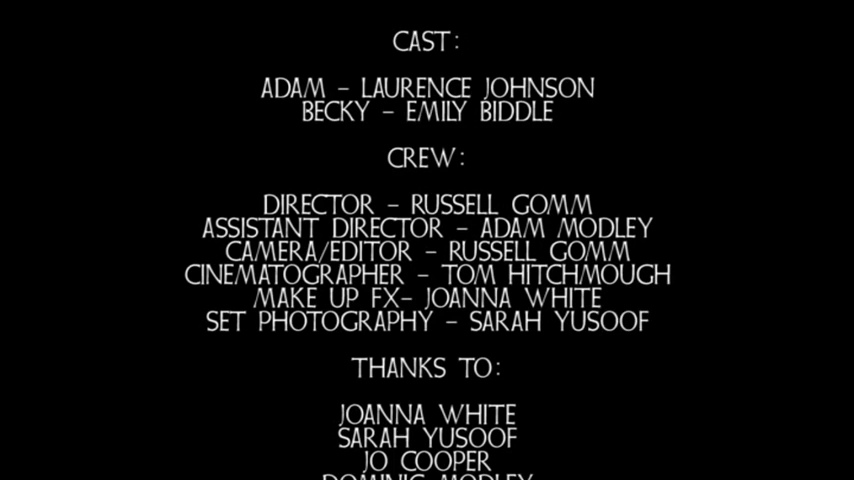 CAST:
ADAM – LAURENCE JOHNSON
BECKY – EMILY BIDDLE
CREW:
DIRECTOR – RUSSELL GOMM
ASSISTANT DIRECTOR – ADAM MODLEY
CAMERA/EDITOR – RUSSELL GOMM
CINEMATOGRAPHER – TOM HITCHMOUGH
MAKE UP FX– JOANNA WHITE
SET PHOTOGRAPHY – SARAH YUSOOF
THANKS TO:
JOANNA WHITE
SARAH YUSOOF
JO COOPER
DOMINIC MODLEY